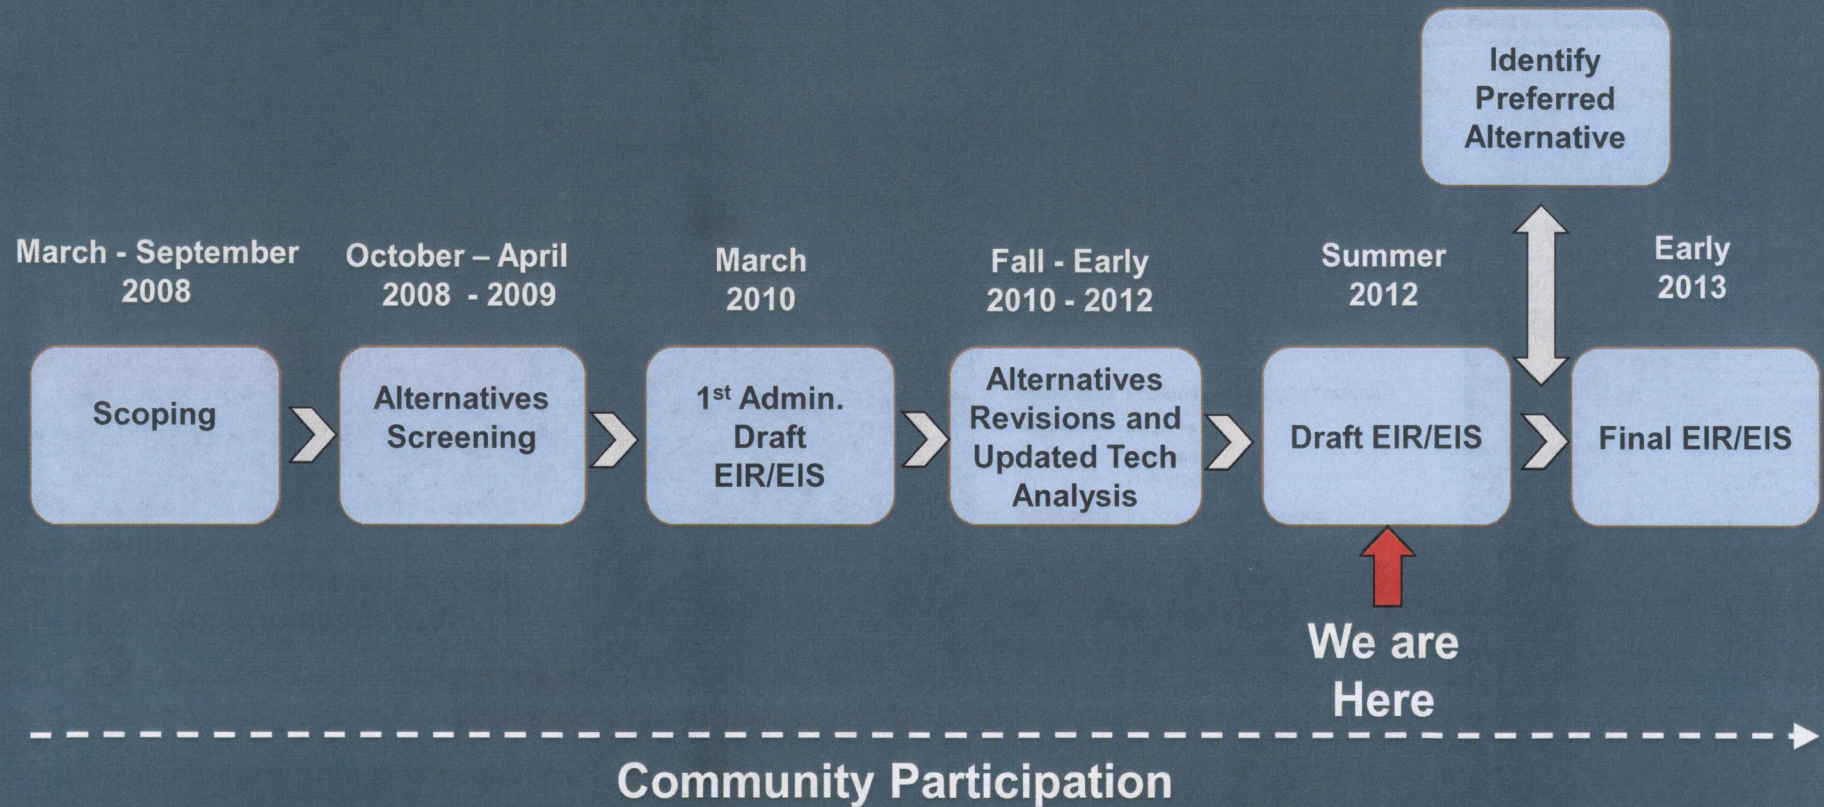 Identify
Preferred
Alternative
March - September
2008
October – April
2008 - 2009
March
2010
Fall - Early
2010 - 2012
Summer
2012
Early
2013
Scoping
Alternatives
Screening
1st Admin.
Draft
EIR/EIS
Alternatives
Revisions and
Updated Tech
Analysis
Draft EIR/EIS
Final EIR/EIS
We are
Here
Community Participation